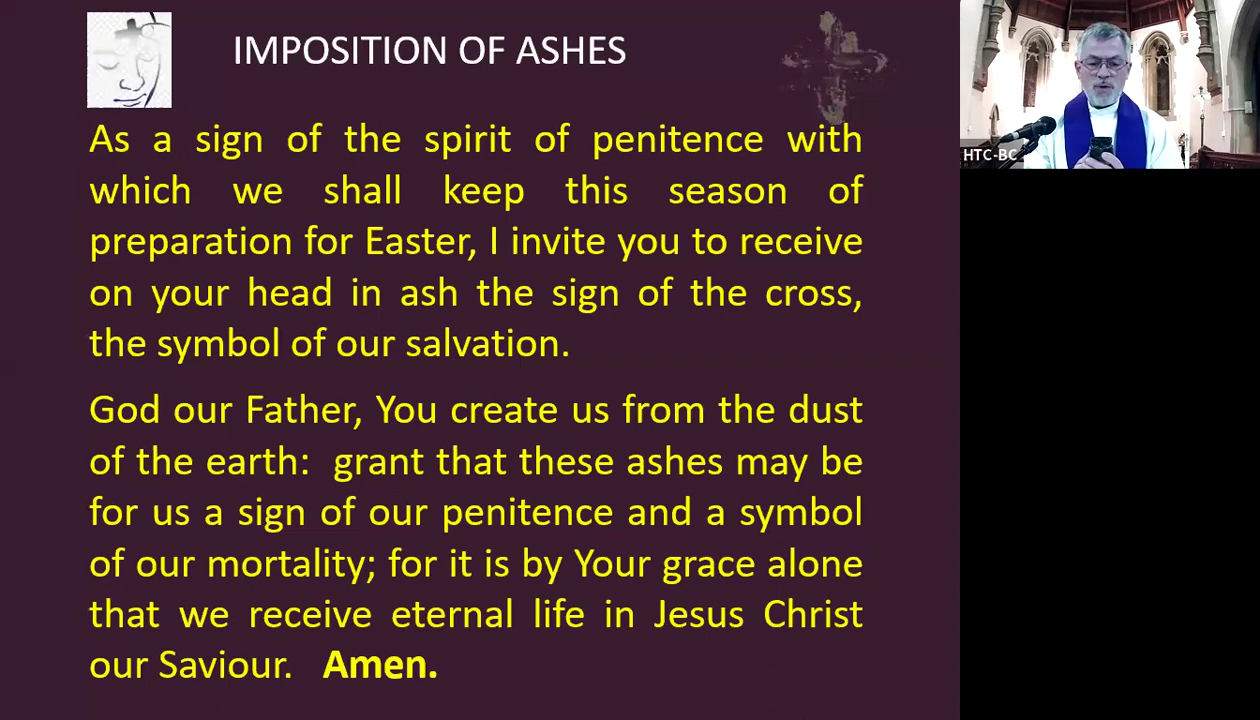 IMPOSITION OF ASHES
As a sign of the spirit of penitence with
which we shall keep this season of
preparation for Easter, I invite you to receive
on your head in ash the sign of the cross,
the symbol of our salvation.
God our Father, You create us from the dust
of the earth:  grant that these ashes may be
for us a sign of our penitence and a symbol
of our mortality; for it is by Your grace alone
that we receive eternal life in Jesus Christ
our Saviour.   Amen.
HTC-BC